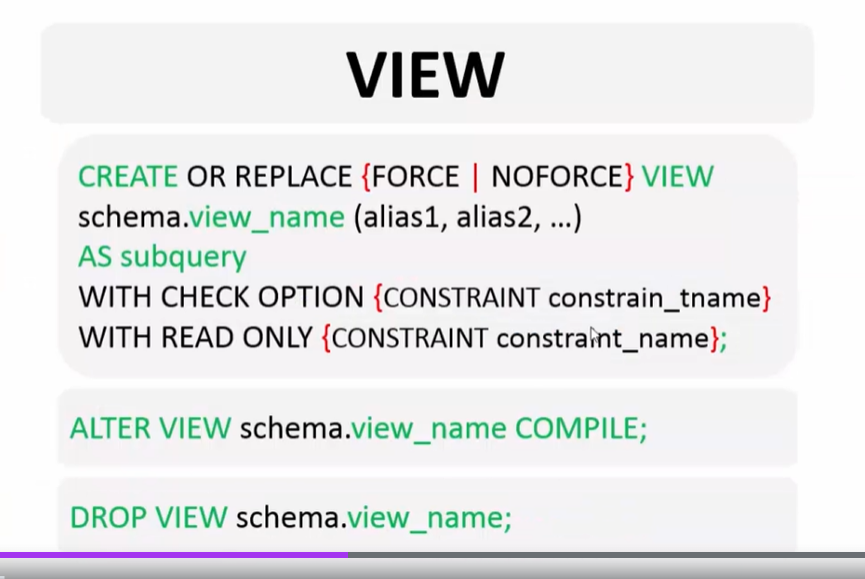 VIEW
CREATE OR REPLACE {FORCE | NOFORCE} VIEW
schema.view_name (alias1, alias2, ...)
AS subquery
WITH CHECK OPTION {CONSTRAINT constrain_tname}
WITH READ ONLY {CONSTRAINT constraint_name};
ALTER VIEW schema.view_name COMPILE;
DROP VIEW schema.view_name;